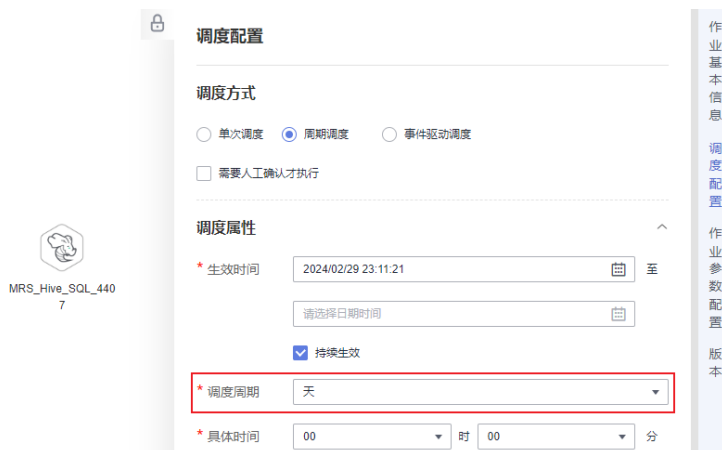 调度配置
调度方式
单次调度 周期调度 事件驱动调度
需要人工确认才执行
调度属性
* 生效时间 2024/02/29 23:11:21 至
请选择日期时间
持续生效
* 调度周期 天
* 具体时间 00 时 00 分
MRS_Hive_SQL_440
7
作
业
基
本
信
息
调
度
配
置
作
业
参
数
配
置
版
本